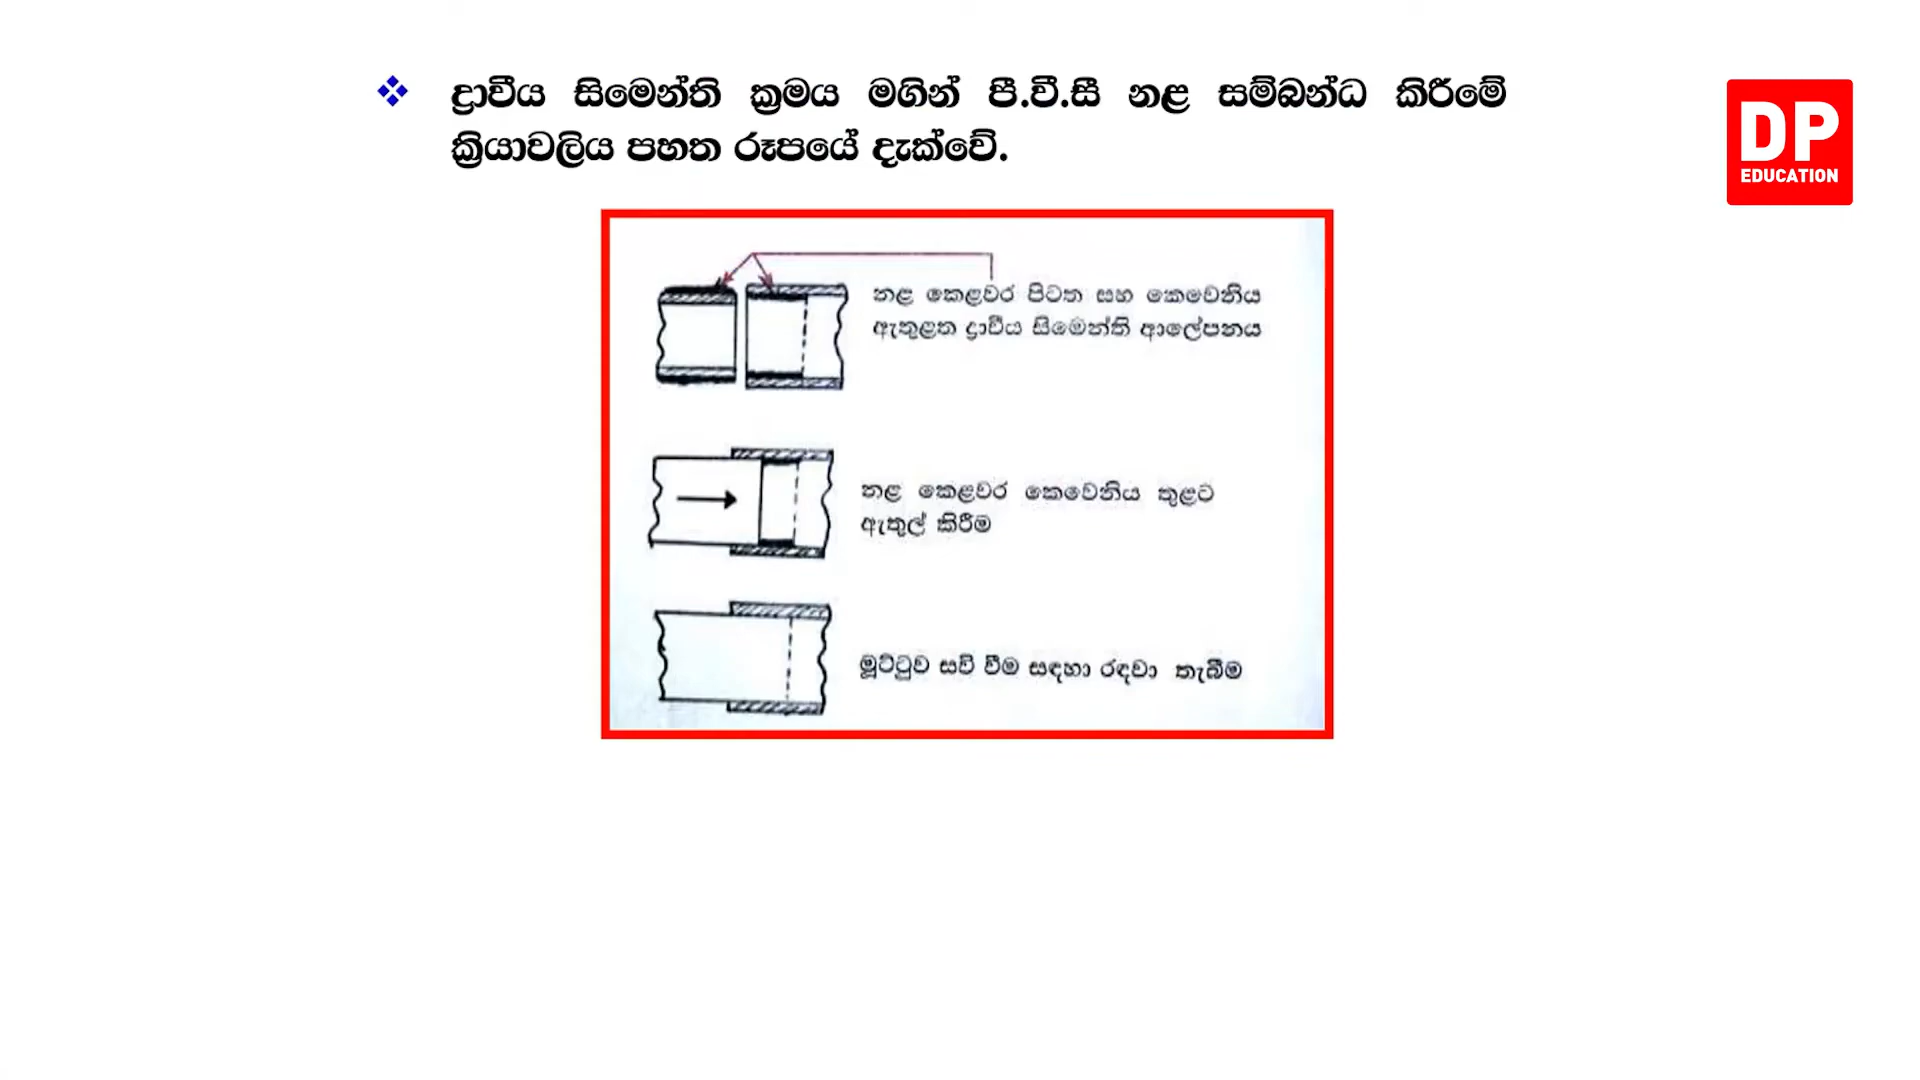 ❖ ද්‍රාවීය සිමෙන්ති ක්‍රමය මගින් පී.වී.සී නළ සම්බන්ධ කිරීමේ
ක්‍රියාවලිය පහත රූපයේ දැක්වේ.
DP
EDUCATION
නළ කෙළවර පිටත සහ කෙවෙනිය
ඇතුළත ද්‍රාවීය සිමෙන්ති ආලේපනය
නළ කෙළවර කෙවෙනිය තුළට
ඇතුල් කිරීම
මූට්ටුව සවි වීම සඳහා රඳවා තැබීම